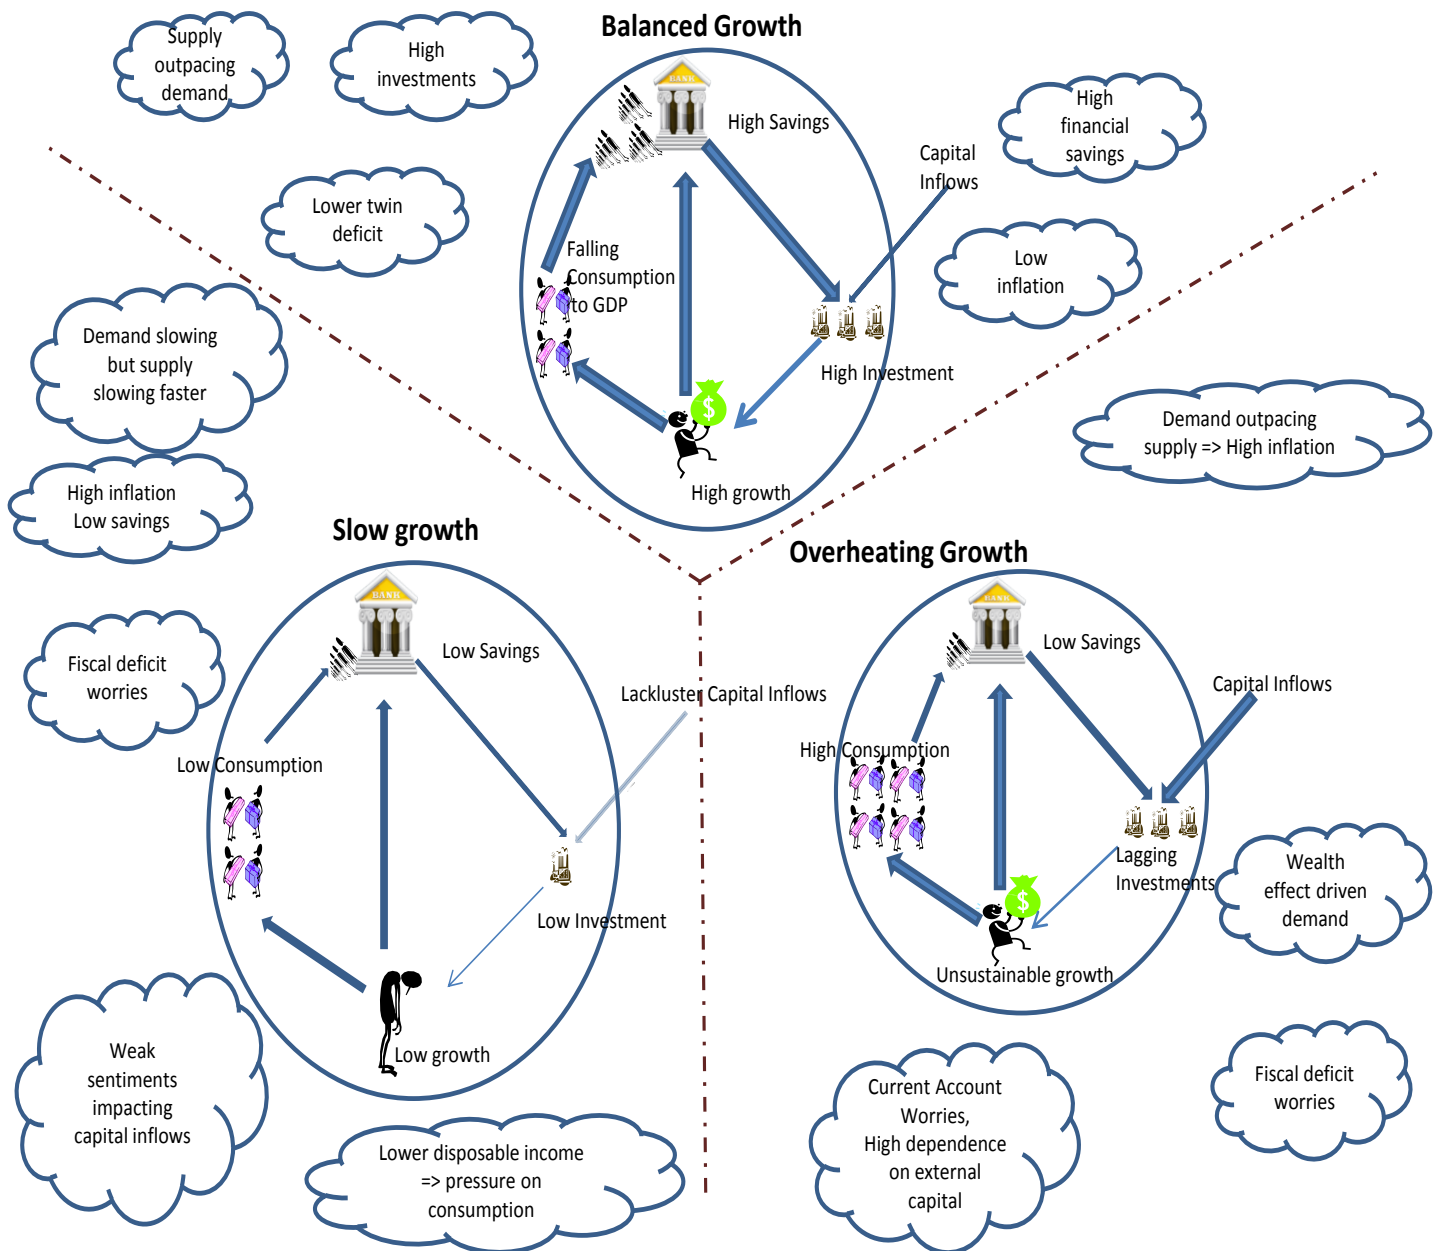 Balanced Growth
Supply
outpacing
demand
High
investments
BANK
High Savings
High
financial
savings
Capital
Inflows
Lower twin
deficit
Falling
Consumption
to GDP
Low
inflation
High Investment
$
High growth
Demand slowing
but supply
slowing faster
Demand outpacing
supply => High inflation
High inflation
Low savings
Slow growth
BANK
Low Savings
Lackluster Capital Inflows
Fiscal deficit
worries
Low Consumption
Low Investment
Low growth
Weak
sentiments
impacting
capital inflows
Lower disposable income
=> pressure on
consumption
Overheating Growth
BANK
Low Savings
Capital Inflows
High Consumption
Lagging
Investments
Wealth
effect driven
demand
$
Unsustainable growth
Current Account
Worries,
High dependence
on external
capital
Fiscal deficit
worries